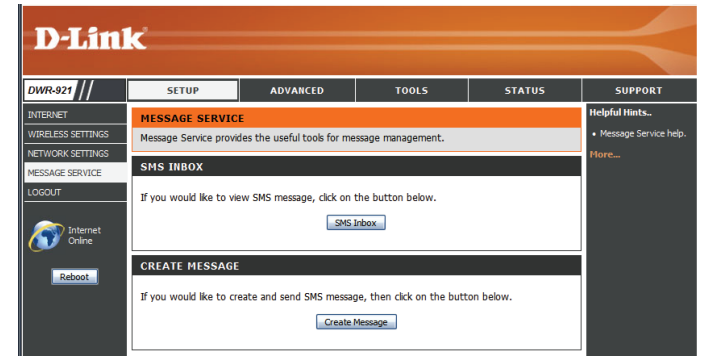 D-Link
DWR-921 // SETUP ADVANCED TOOLS STATUS SUPPORT
INTERNET
WIRELESS SETTINGS
NETWORK SETTINGS
MESSAGE SERVICE
LOGOUT
Internet
Online
Reboot
MESSAGE SERVICE
Message Service provides the useful tools for message management.
SMS INBOX
If you would like to view SMS message, click on the button below.
SMS Inbox
CREATE MESSAGE
If you would like to create and send SMS message, then click on the button below.
Create Message
Helpful Hints..
• Message Service help.
More...